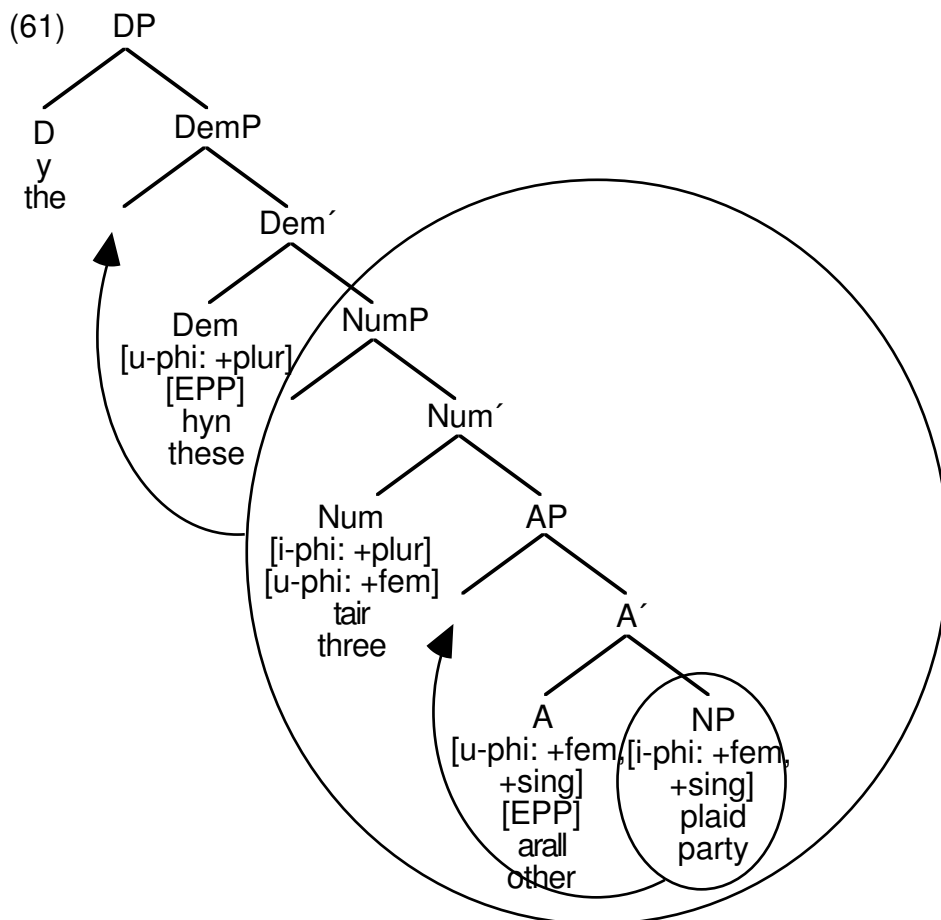 (61) DP
D DemP
y
the
Dem´
Dem NumP
[u-phi: +plur]
[EPP]
hyn
these
Num´
Num AP
[i-phi: +plur]
[u-phi: +fem]
tair
three
A´
A NP
[u-phi: +fem, [i-phi: +fem,
+sing] +sing]
[EPP] plaid
arall party
other